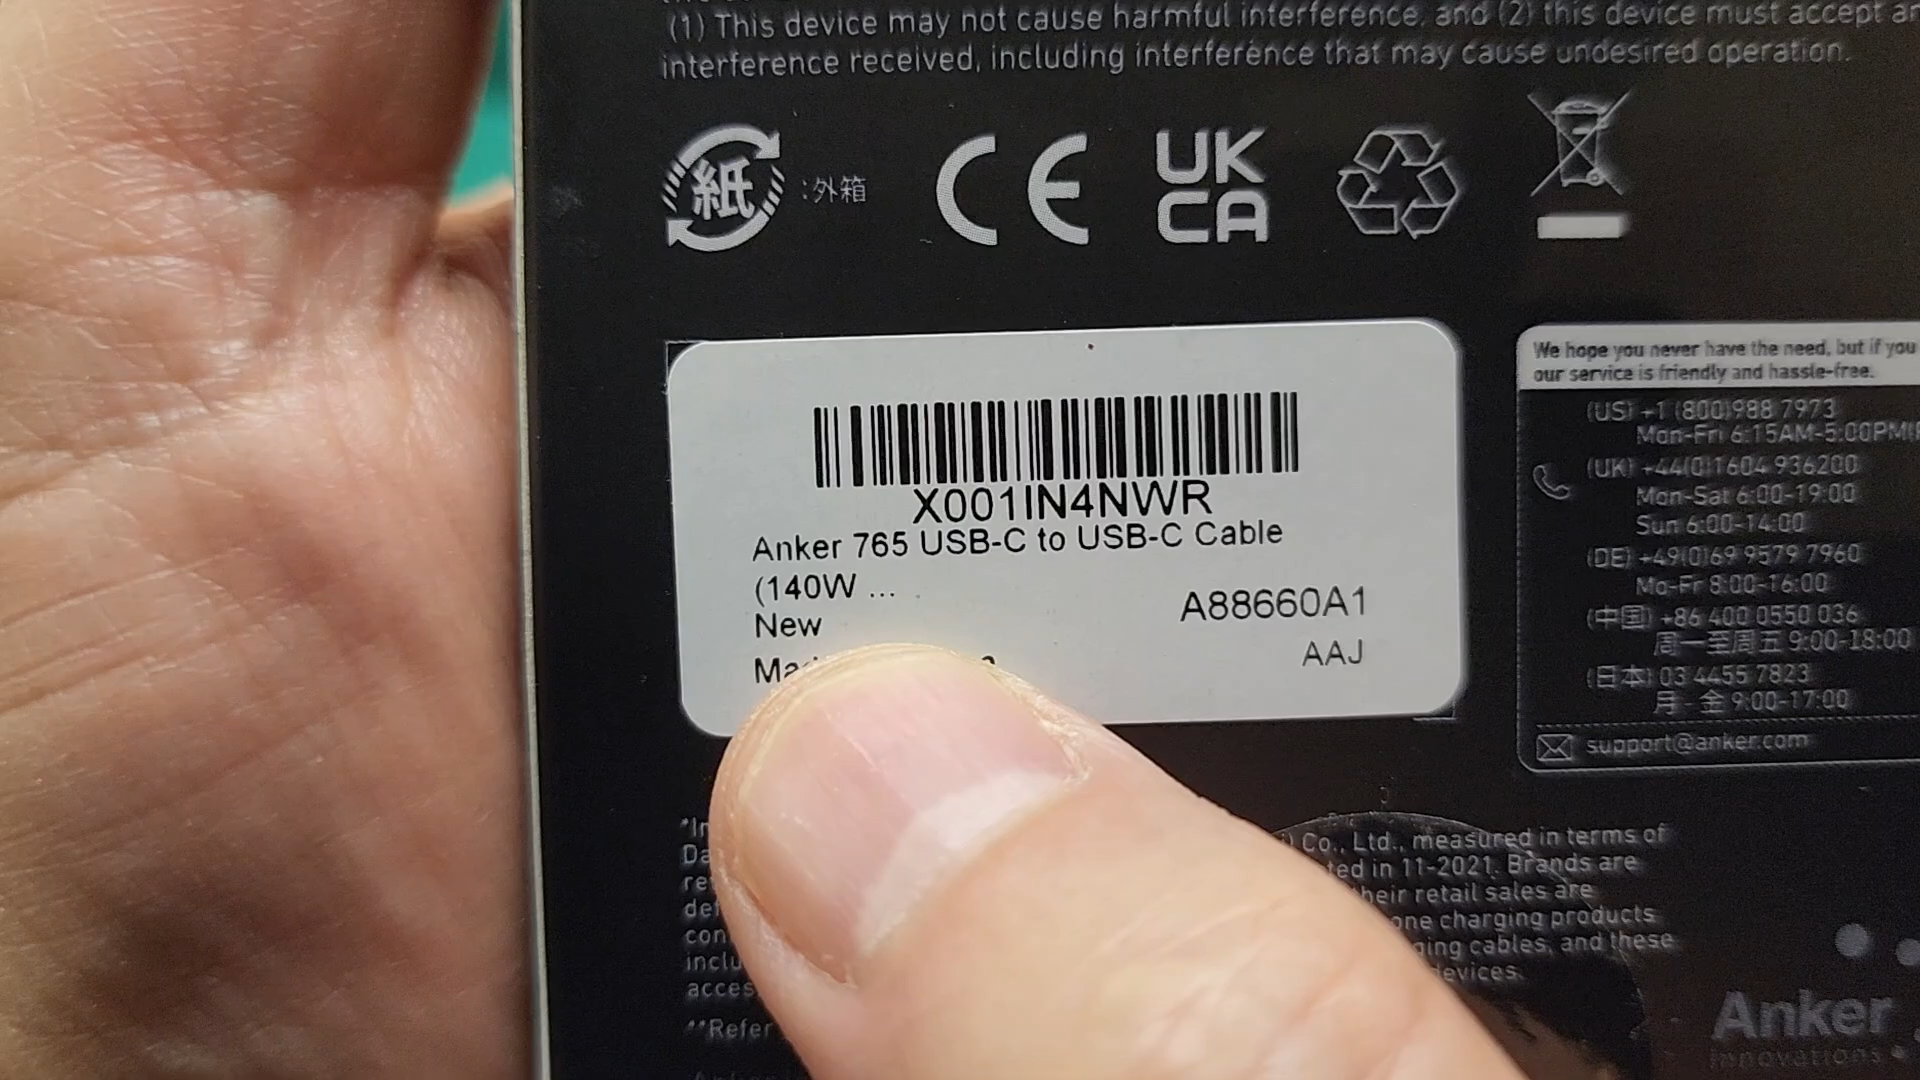 (1) This device may not cause harmful interference, and (2) this device must accept
interference received, including interference that may cause undesired operation.
紙 :外箱
CE
UK
CA
X001IN4NWR
Anker 765 USB-C to USB-C Cable
(140W ...
New
A88660A1
AAJ
We hope you never have the need, but if you
our service is friendly and hassle-free.
(US) +1 (800) 988 7973
Mon-Fri 6:15AM-5:00PM
(UK) +44(0)1604 936200
Mon-Sat 6:00-19:00
Sun 6:00-14:00
(DE) +49(0)69 9579 7960
Mo-Fr 8:00-16:00
(中国) +86 400 0550 036
周一至周五 9:00-18:00
(日本) 03 4455 7823
月 - 金 9:00-17:00
support@anker.com
Co., Ltd., measured in terms of
in 11-2021. Brands are
retail sales are
charging products
cables, and these
**Refer
Anker
Innovations